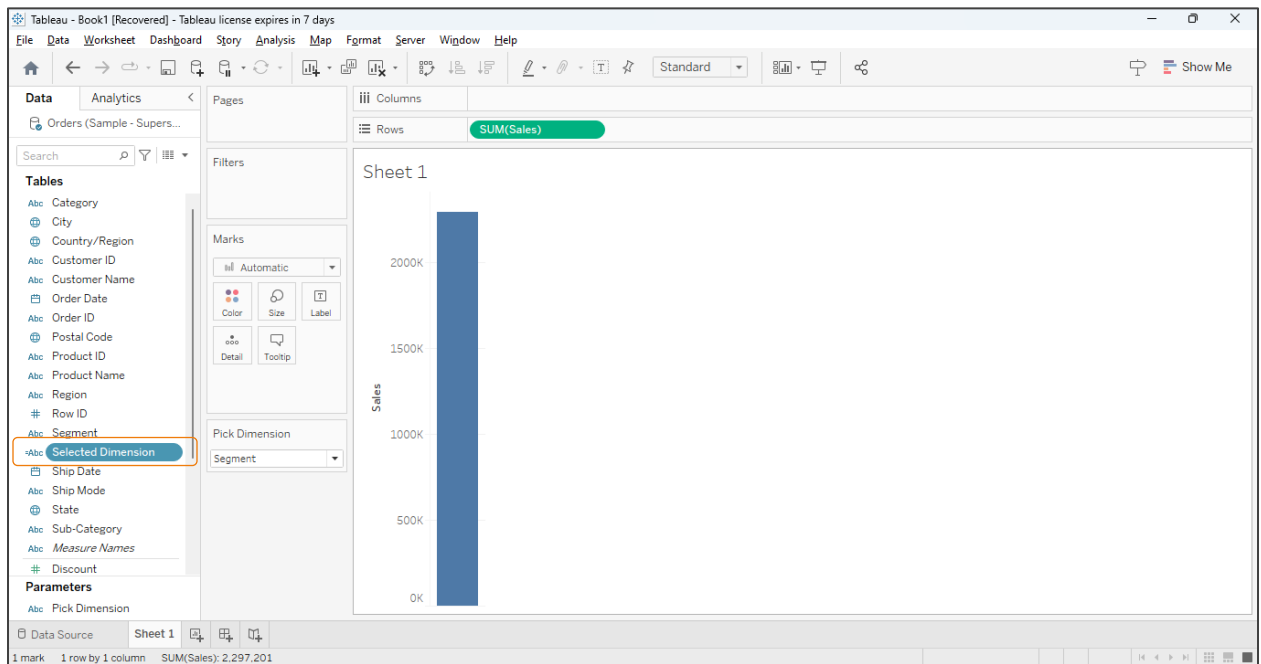 Tableau - Book1 [Recovered] - Tableau license expires in 7 days
File Data Worksheet Dashboard Story Analysis Map Format Server Window Help
Standard
Show Me
Data Analytics
Orders (Sample - Supers...
Search
Tables
Abc Category
City
Country/Region
Abc Customer ID
Abc Customer Name
Order Date
Abc Order ID
Postal Code
Abc Product ID
Abc Product Name
Abc Region
# Row ID
Abc Segment
=Abc Selected Dimension
Ship Date
Abc Ship Mode
State
Abc Sub-Category
Abc Measure Names
# Discount
Parameters
Abc Pick Dimension
Pages
Filters
Marks
Automatic
Color Size Label
Detail Tooltip
Pick Dimension
Segment
iii Columns
Rows SUM(Sales)
Sheet 1
2000K
1500K
Sales
1000K
500K
0K
Data Source Sheet 1
1 mark 1 row by 1 column SUM(Sales): 2,297,201